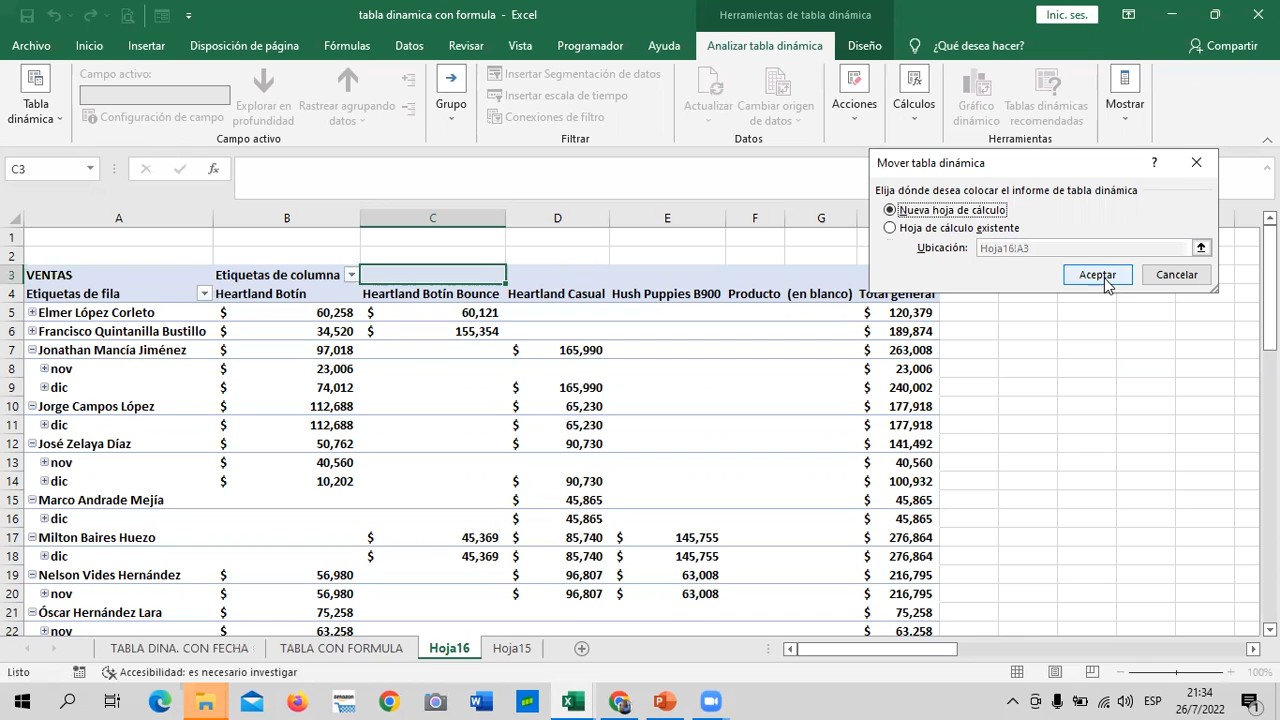 tabla dinamica con formula - Excel
Herramientas de tabla dinámica
Inic. ses.
Archivo Inicio Insertar Disposición de página Fórmulas Datos Revisar Vista Programador Ayuda Analizar tabla dinámica Diseño ¿Qué desea hacer? Compartir
Tabla dinámica
Campo activo:
Configuración de campo
Explorar en profundidad
Rastrear agrupando datos
Campo activo
Grupo
Insertar Segmentación de datos
Insertar escala de tiempo
Conexiones de filtro
Filtrar
Actualizar
Cambiar origen de datos
Datos
Acciones
Cálculos
Gráfico dinámico
Tablas dinámicas recomendadas
Herramientas
Mostrar
C3
fx
Mover tabla dinámica ?
Elija dónde desea colocar el informe de tabla dinámica
Nueva hoja de cálculo
Hoja de cálculo existente
Ubicación: Hoja16!A3
Aceptar Cancelar
A B C D E F G
1
2
3 VENTAS Etiquetas de columna
4 Etiquetas de fila Heartland Botín Heartland Botín Bounce Heartland Casual Hush Puppies B900 Producto (en blanco) Total general
5 Elmer López Corleto $ 60,258 $ 60,121 $ 120,379
6 Francisco Quintanilla Bustillo $ 34,520 $ 155,354 $ 189,874
7 Jonathan Mancía Jiménez $ 97,018 $ 165,990 $ 263,008
8 nov $ 23,006 $ 23,006
9 dic $ 74,012 $ 165,990 $ 240,002
10 Jorge Campos López $ 112,688 $ 65,230 $ 177,918
11 dic $ 112,688 $ 65,230 $ 177,918
12 José Zelaya Díaz $ 50,762 $ 90,730 $ 141,492
13 nov $ 40,560 $ 40,560
14 dic $ 10,202 $ 90,730 $ 100,932
15 Marco Andrade Mejía $ 45,865 $ 45,865
16 dic $ 45,865 $ 45,865
17 Milton Baires Huezo $ 45,369 $ 85,740 $ 145,755 $ 276,864
18 dic $ 45,369 $ 85,740 $ 145,755 $ 276,864
19 Nelson Vides Hernández $ 56,980 $ 96,807 $ 63,008 $ 216,795
20 nov $ 56,980 $ 96,807 $ 63,008 $ 216,795
21 Óscar Hernández Lara $ 75,258 $ 75,258
22 nov $ 63,258 $ 63,258
TABLA DINA. CON FECHA TABLA CON FORMULA Hoja16 Hoja15
Listo Accesibilidad: es necesario investigar 100%
ESP 21:34
26/7/2022